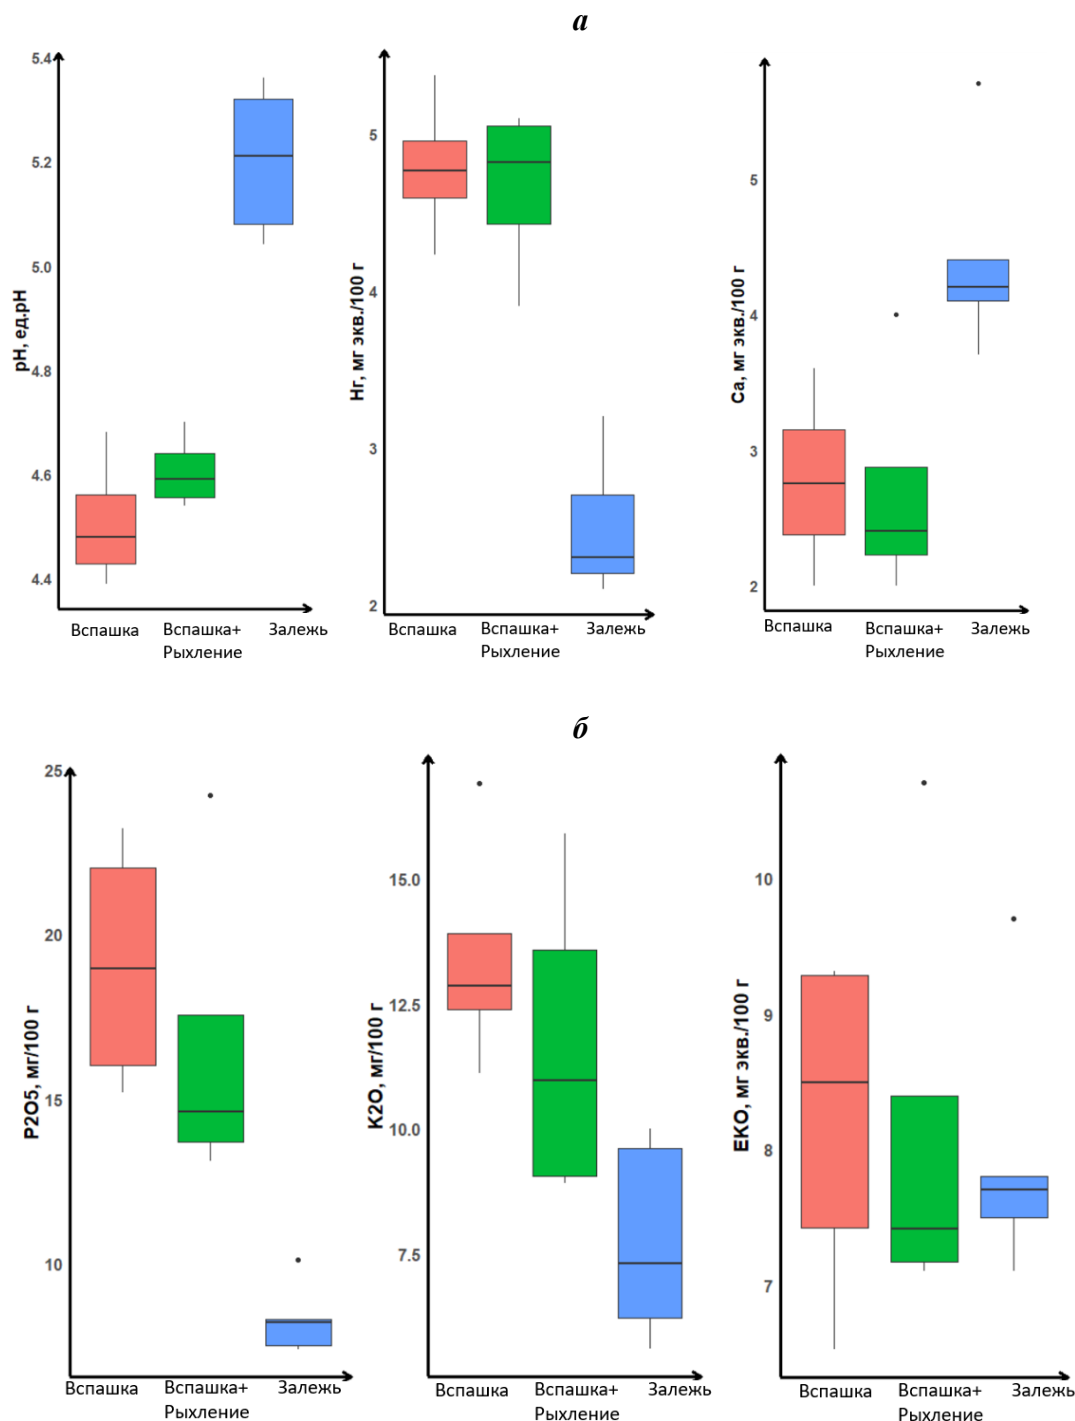 а
5.4
5.2
5.0
4.8
4.6
4.4
pH, ед.pH
Вспашка
Вспашка+
Рыхление
Залежь
5
4
3
2
Нг, мг экв./100 г
Вспашка
Вспашка+
Рыхление
Залежь
5
4
3
2
Ca, мг экв./100 г
Вспашка
Вспашка+
Рыхление
Залежь
б
25
20
15
10
P2O5, мг/100 г
Вспашка
Вспашка+
Рыхление
Залежь
15.0
12.5
10.0
7.5
K2O, мг/100 г
Вспашка
Вспашка+
Рыхление
Залежь
10
9
8
7
ЕКО, мг экв./100 г
Вспашка
Вспашка+
Рыхление
Залежь